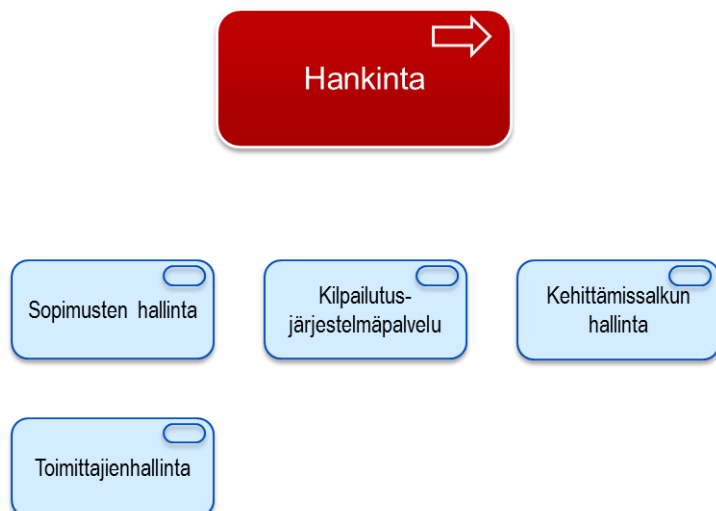 Hankinta
Sopimusten hallinta
Kilpailutus-
järjestelmäpalvelu
Kehittämissalkun
hallinta
Toimittajienhallinta